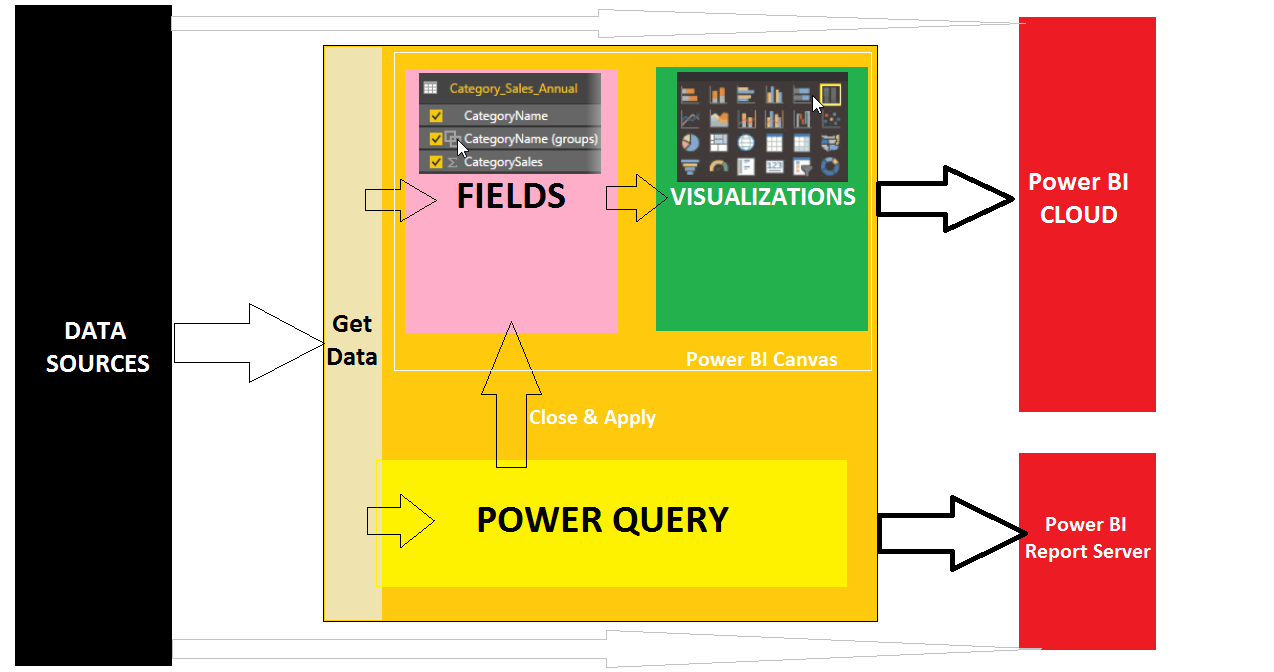 DATA
SOURCES
Get
Data
Category_Sales_Annual
CategoryName
CategoryName (groups)
Σ CategorySales
FIELDS
123
VISUALIZATIONS
Power BI Canvas
Close & Apply
POWER QUERY
Power BI
CLOUD
Power BI
Report Server